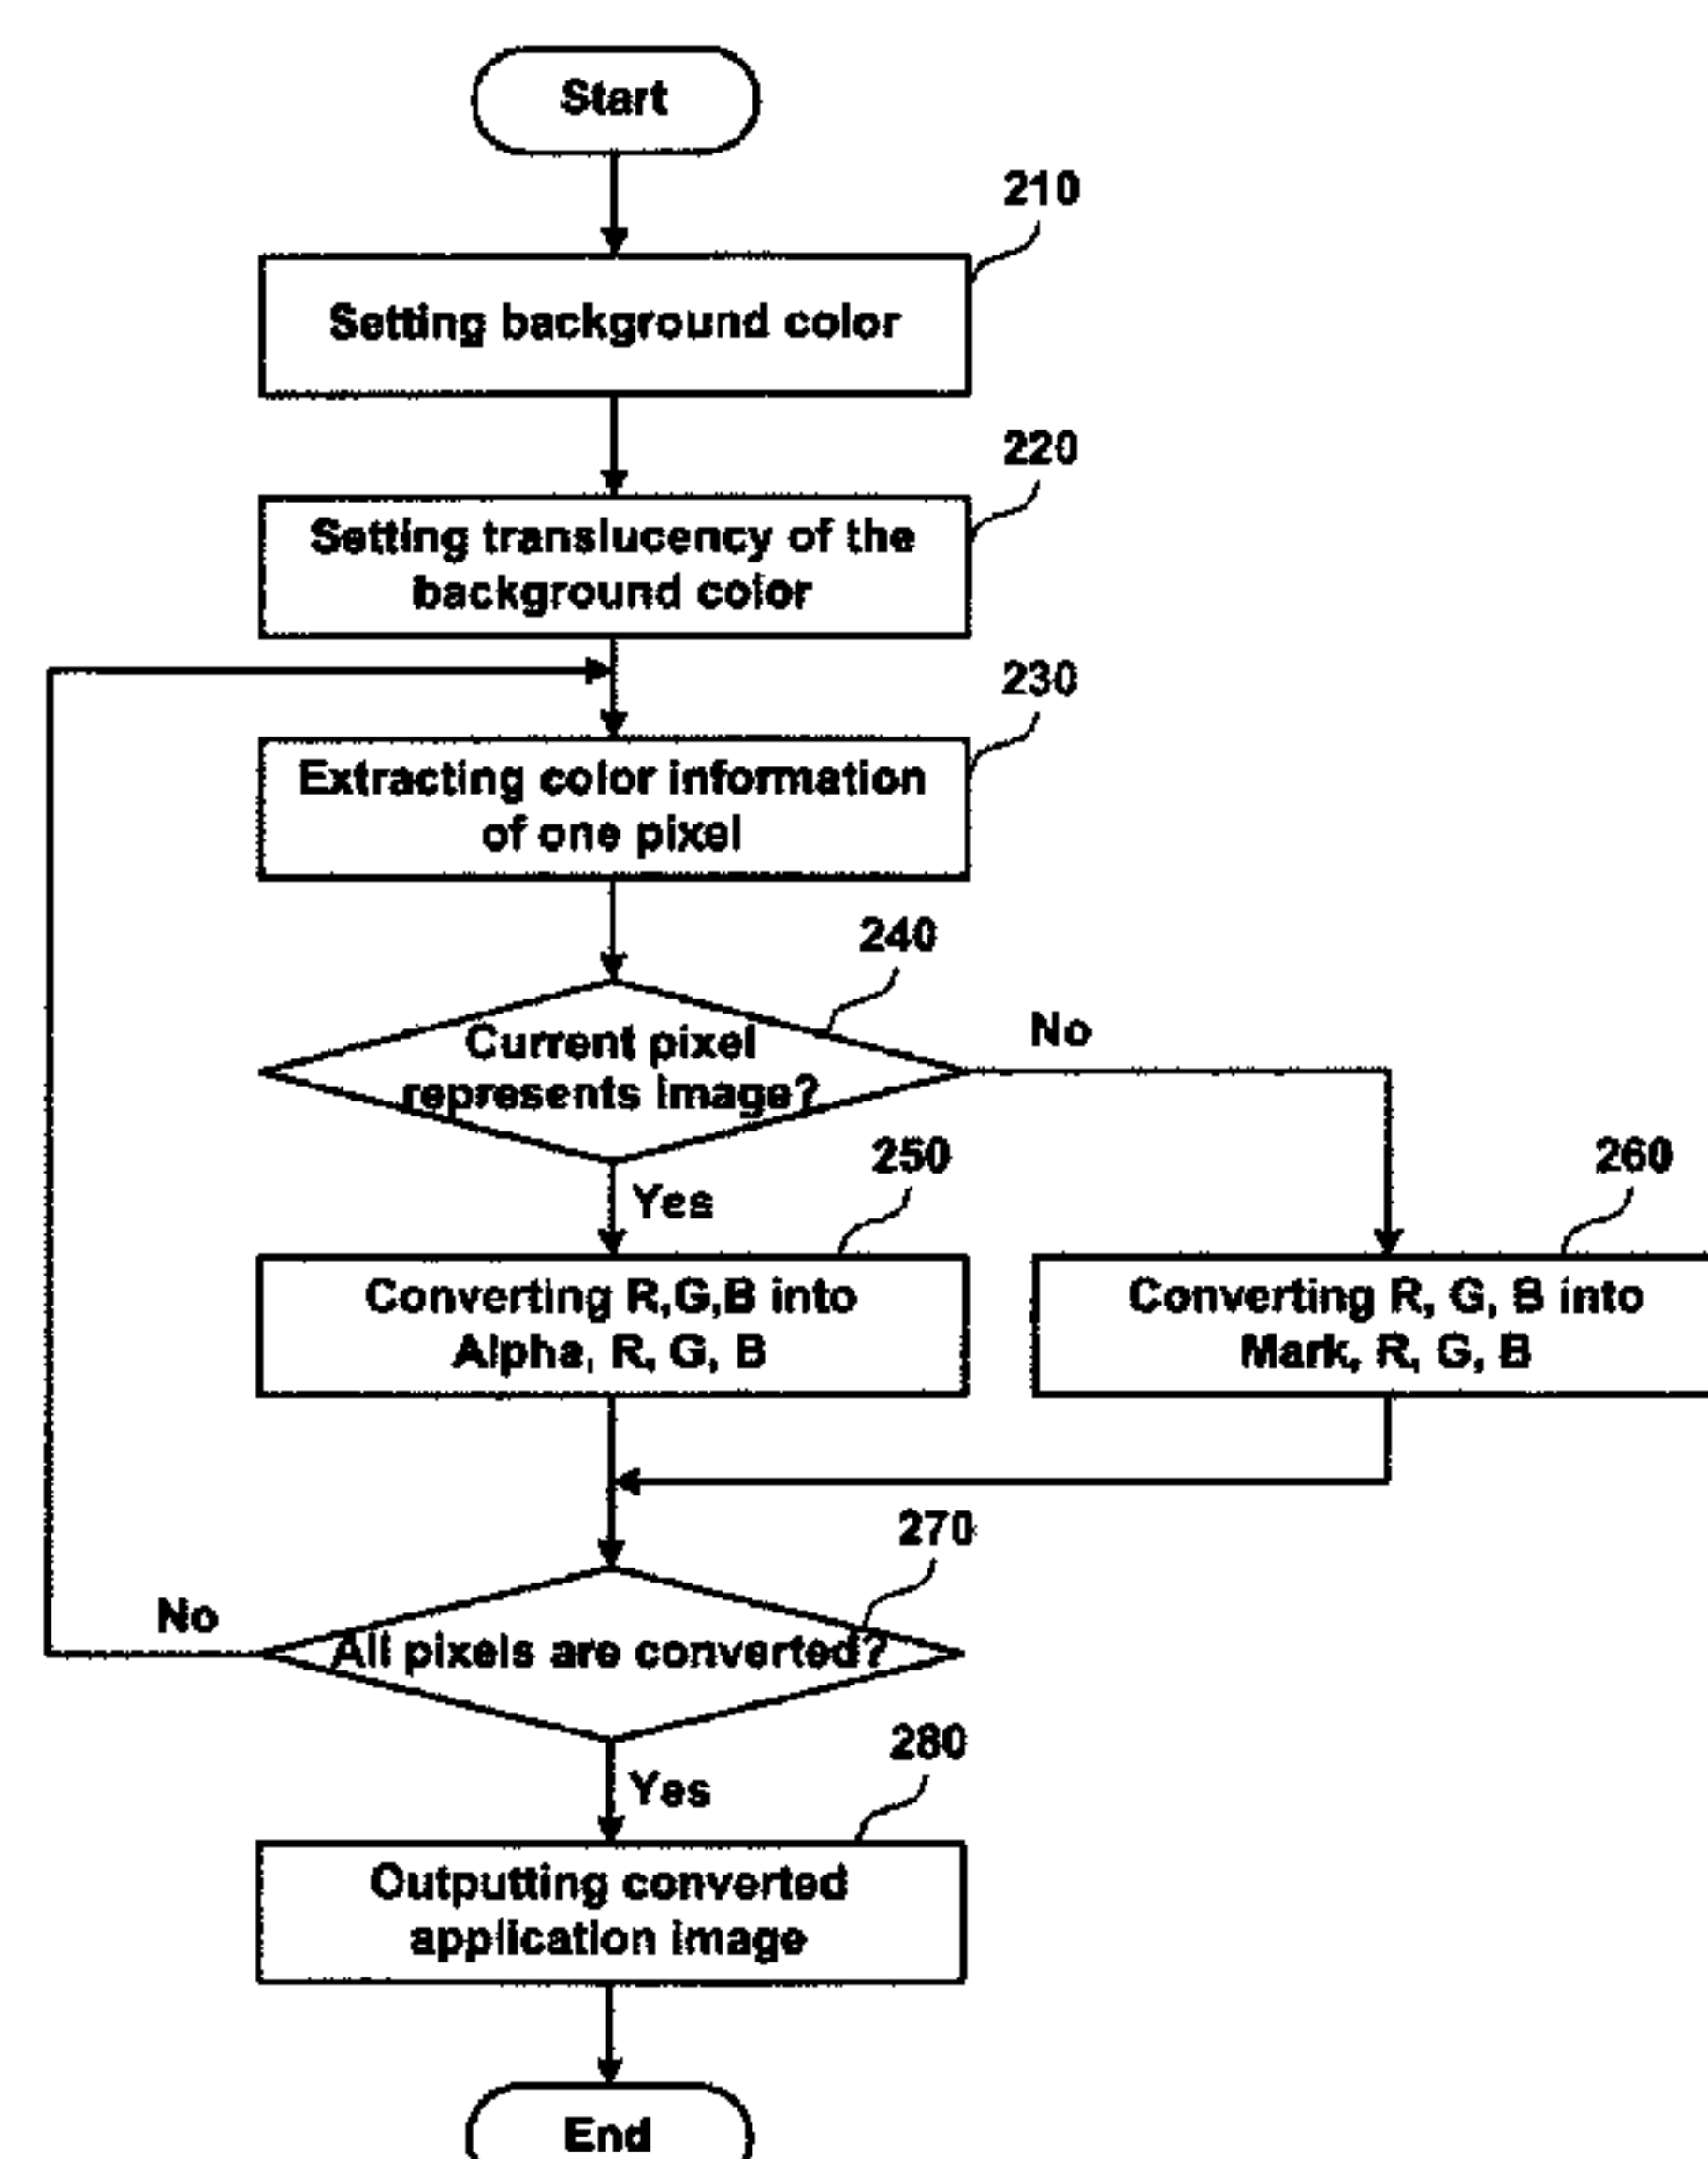 Start
210
Setting background color
220
Setting translucency of the
background color
230
Extracting color information
of one pixel
240
Current pixel
represents image?
No
250
260
Yes
Converting R,G,B into
Alpha, R, G, B
Converting R, G, B into
Mark, R, G, B
270
No
All pixels are converted?
280
Yes
Outputting converted
application image
End